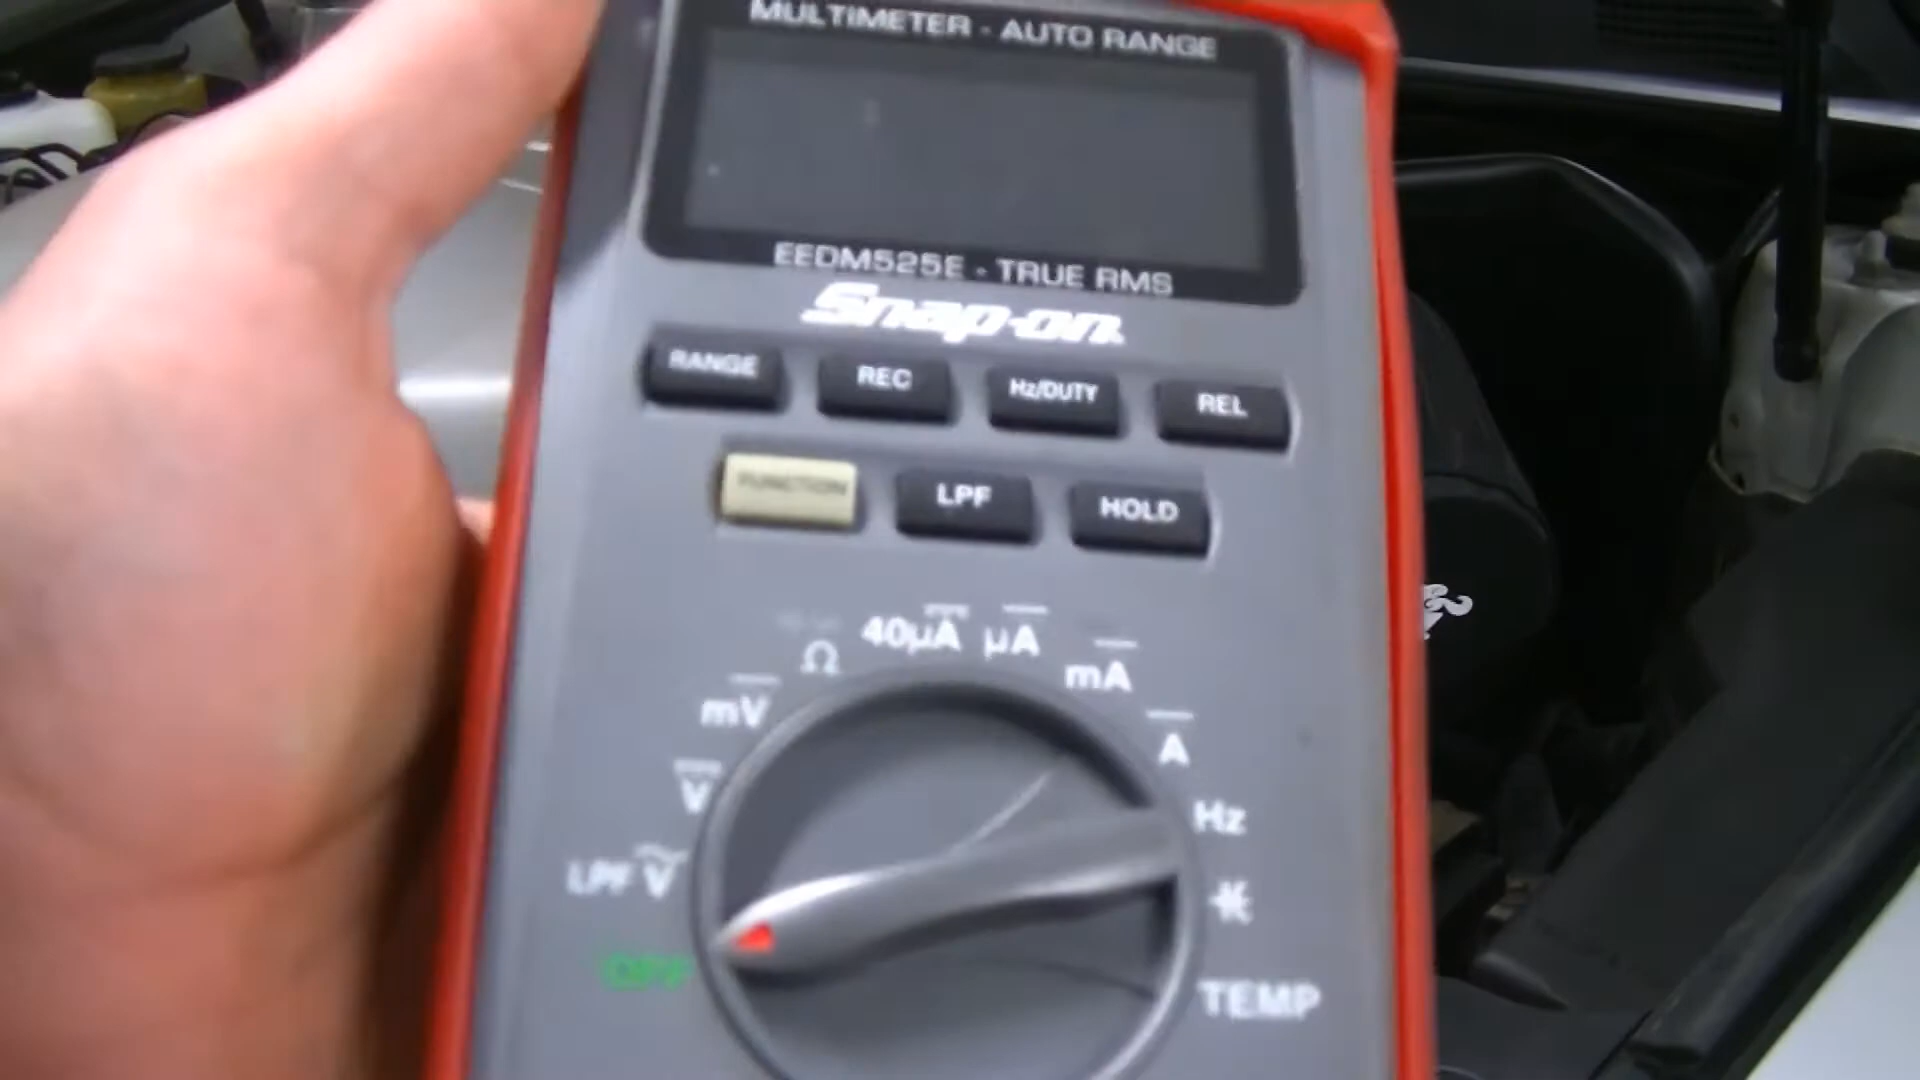 MULTIMETER - AUTO RANGE
EEDM525E - TRUE RMS
Snap-on
RANGE REC Hz/DUTY REL
FUNCTION LPF HOLD
Ω 40μA μA mA
mV A
V Hz
LPF V
OFF TEMP